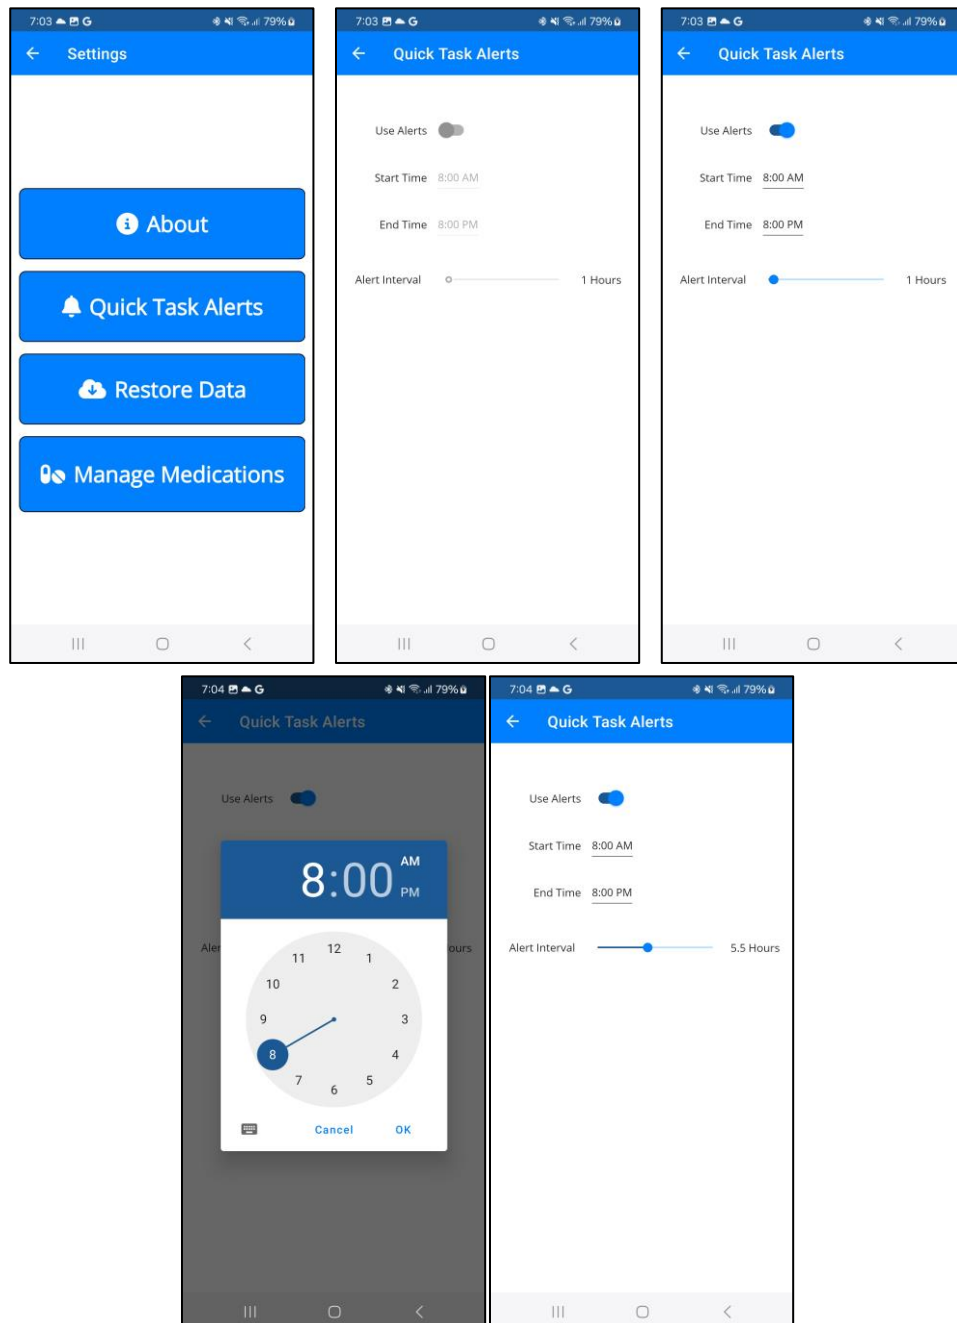 7:03 G 79%
Settings
About
Quick Task Alerts
Restore Data
Manage Medications
7:03 G 79%
Quick Task Alerts
Use Alerts
Start Time 8:00 AM
End Time 8:00 PM
Alert Interval 1 Hours
7:03 G 79%
Quick Task Alerts
Use Alerts
Start Time 8:00 AM
End Time 8:00 PM
Alert Interval 1 Hours
7:04 G 79%
Quick Task Alerts
Use Alerts
8:00 AM
PM
Aler ours
12
11 1
10 2
9 3
8 4
7 5
6
Cancel OK
7:04 G 79%
Quick Task Alerts
Use Alerts
Start Time 8:00 AM
End Time 8:00 PM
Alert Interval 5.5 Hours